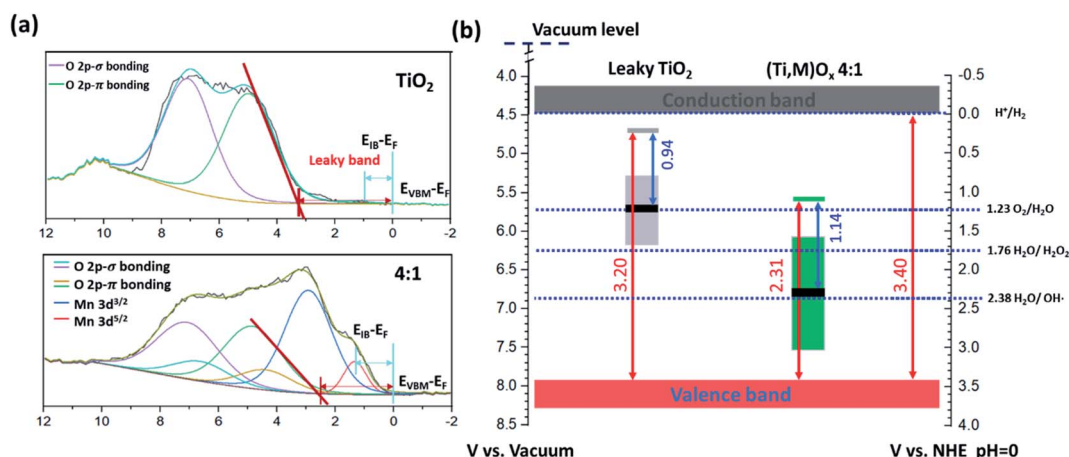 (a)
O 2p-σ bonding
O 2p-π bonding
TiO2
EIB-EF
Leaky band
EVBM-EF
12 10 8 6 4 2 0 -2
O 2p-σ bonding
O 2p-π bonding
Mn 3d3/2
Mn 3d5/2
4:1
EIB-EF
EVBM-EF
12 10 8 6 4 2 0 -2
(b)
Vacuum level
Leaky TiO2
(Ti,M)Ox 4:1
4.0
4.5
5.0
5.5
6.0
6.5
7.0
7.5
8.0
8.5
Conduction band
0.94
3.20
1.14
2.31
3.40
Valence band
-0.5
0.0
0.5
1.0
1.5
2.0
2.5
3.0
3.5
4.0
H+/H2
1.23 O2/H2O
1.76 H2O/ H2O2
2.38 H2O/ OH·
V vs. Vacuum
V vs. NHE pH=0